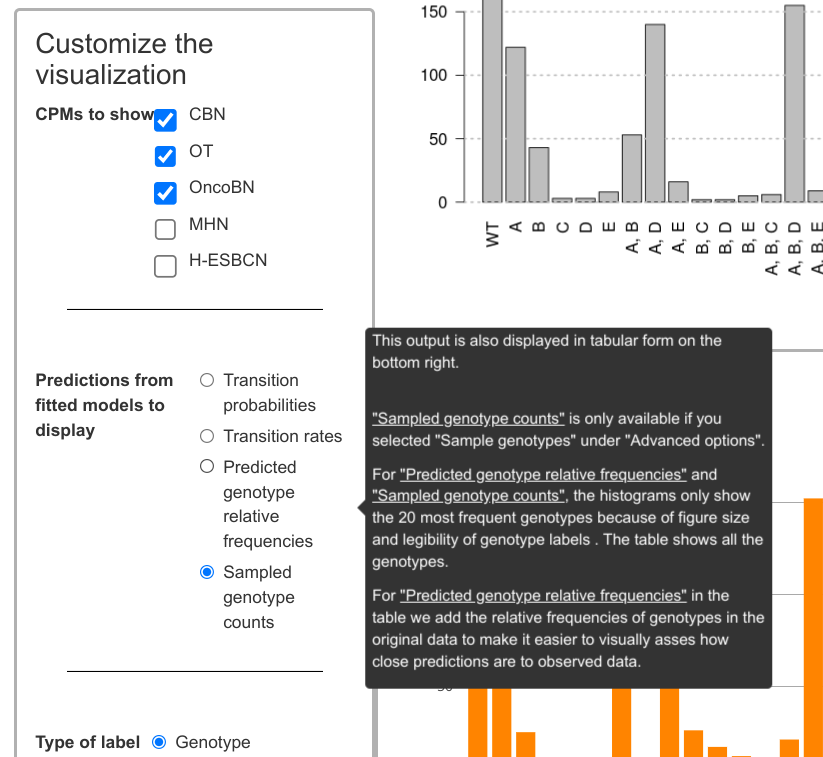 Customize the
visualization
CPMs to show
CBN
OT
OncoBN
MHN
H-ESBCN
Predictions from
fitted models to
display
Transition
probabilities
Transition rates
Predicted
genotype
relative
frequencies
Sampled
genotype
counts
Type of label
Genotype
150
100
50
0
WT
A
B
C
D
E
A, B
A, D
A, E
B, C
B, D
B, E
A, B, C
A, B, D
A, B, E
This output is also displayed in tabular form on the
bottom right.
"Sampled genotype counts" is only available if you
selected "Sample genotypes" under "Advanced options".
For "Predicted genotype relative frequencies" and
"Sampled genotype counts", the histograms only show
the 20 most frequent genotypes because of figure size
and legibility of genotype labels . The table shows all the
genotypes.
For "Predicted genotype relative frequencies" in the
table we add the relative frequencies of genotypes in the
original data to make it easier to visually asses how
close predictions are to observed data.